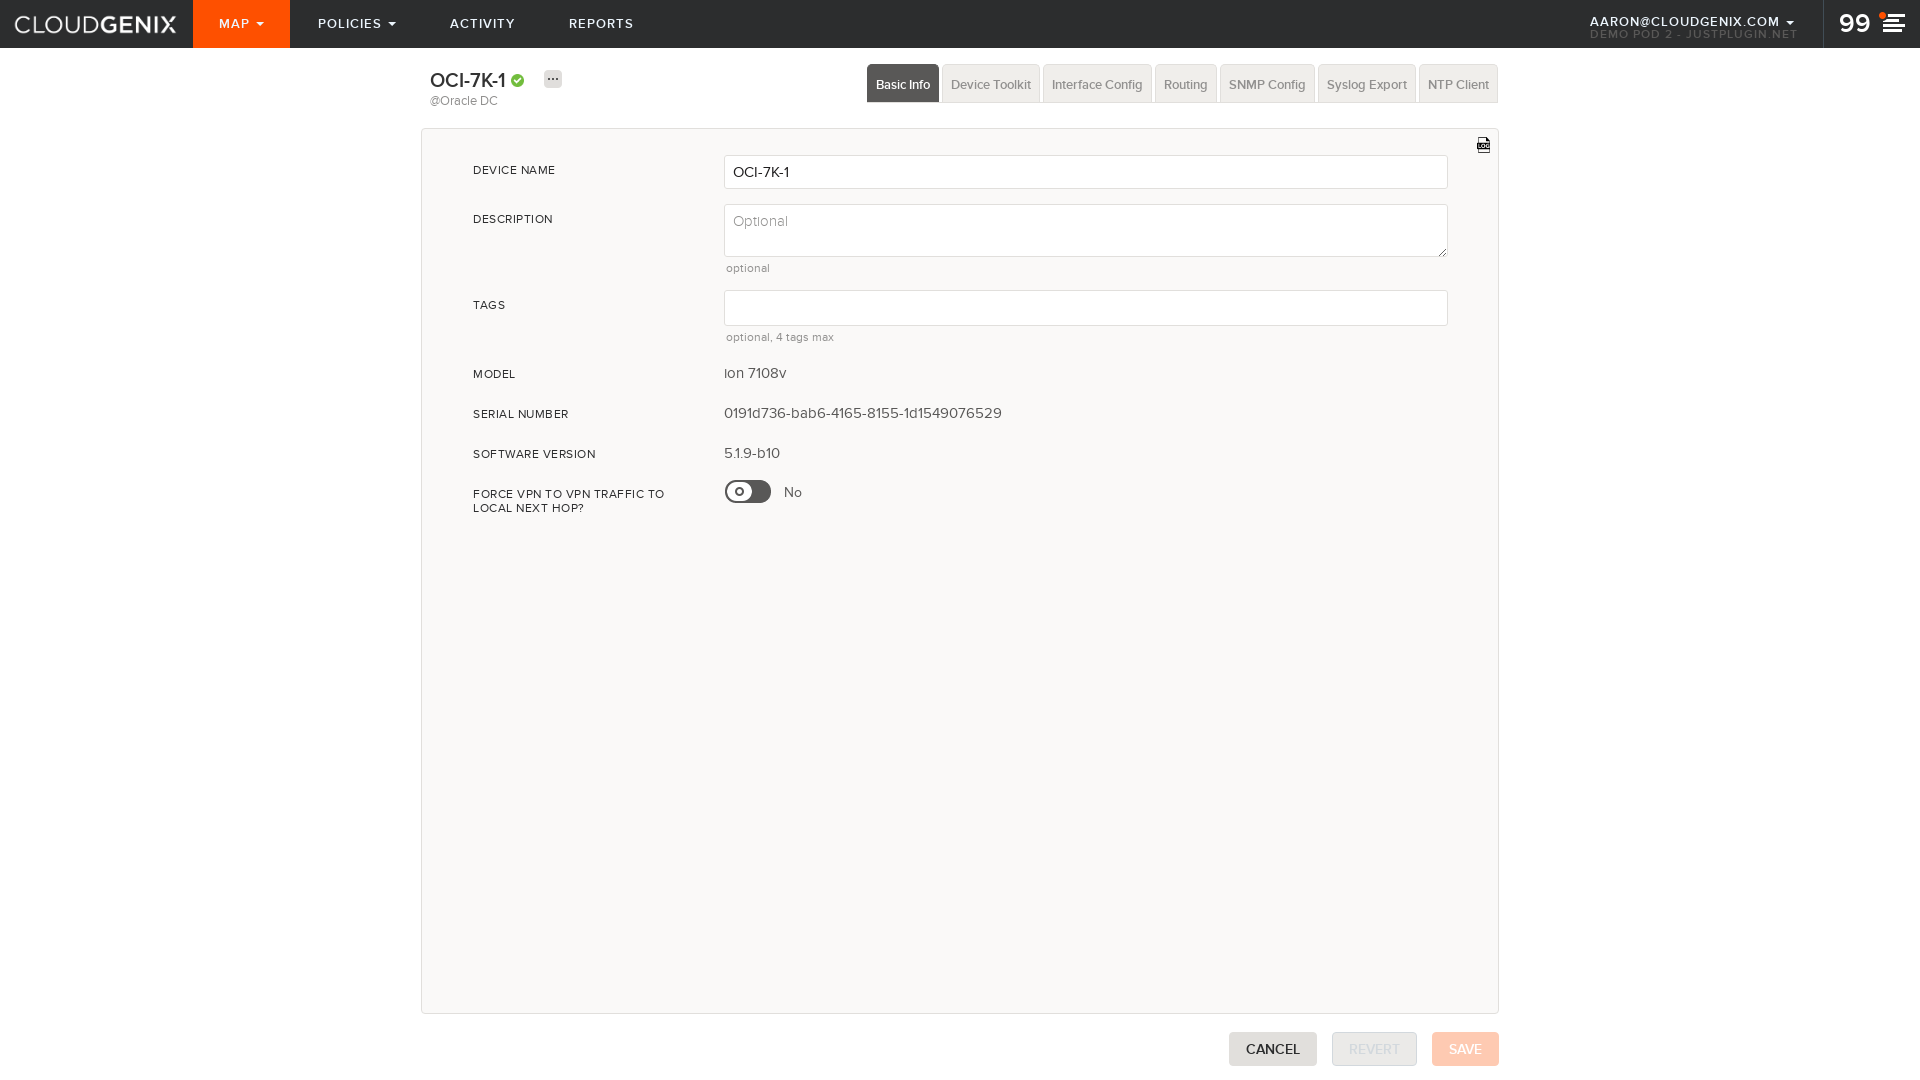 CLOUDGENIX
MAP
POLICIES
ACTIVITY
REPORTS
AARON@CLOUDGENIX.COM
DEMO POD 2 - JUSTPLUGIN.NET
99
OCI-7K-1
@Oracle DC
Basic Info
Device Toolkit
Interface Config
Routing
SNMP Config
Syslog Export
NTP Client
LOG
DEVICE NAME
OCI-7K-1
DESCRIPTION
Optional
optional
TAGS
optional, 4 tags max
MODEL
ion 7108v
SERIAL NUMBER
0191d736-bab6-4165-8155-1d1549076529
SOFTWARE VERSION
5.1.9-b10
FORCE VPN TO VPN TRAFFIC TO
LOCAL NEXT HOP?
No
CANCEL
REVERT
SAVE